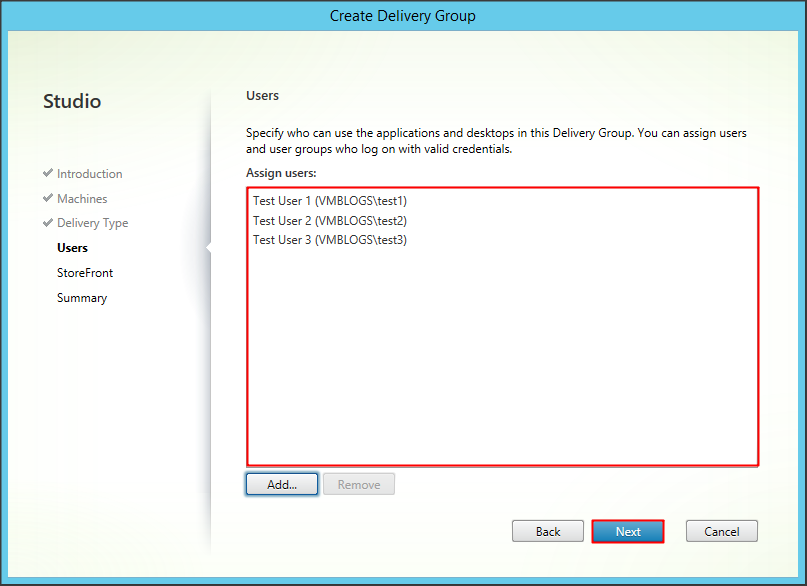 Create Delivery Group
Studio
Introduction
Machines
Delivery Type
Users
StoreFront
Summary
Users
Specify who can use the applications and desktops in this Delivery Group. You can assign users
and user groups who log on with valid credentials.
Assign users:
Test User 1 (VMBLOGS\test1)
Test User 2 (VMBLOGS\test2)
Test User 3 (VMBLOGS\test3)
Add...
Remove
Back
Next
Cancel